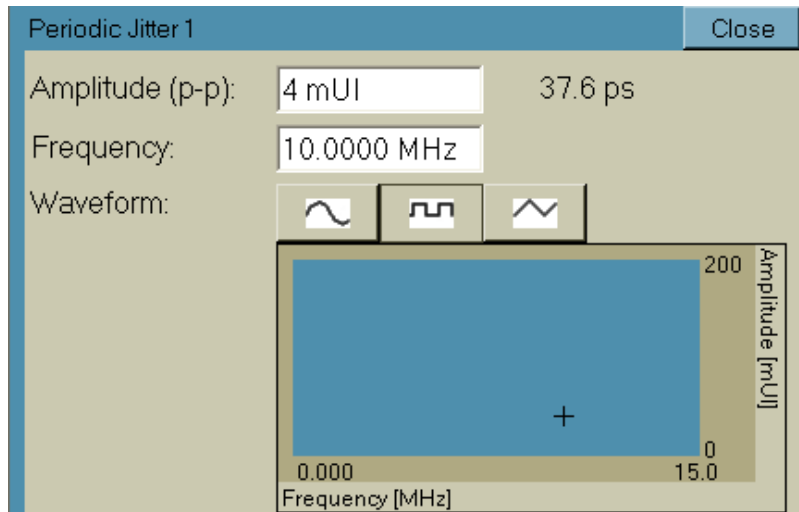 Periodic Jitter 1 Close
Amplitude (p-p): 4 mUI 37.6 ps
Frequency: 10.0000 MHz
Waveform:
200
Amplitude [mUI]
0
0.000 15.0
Frequency [MHz]